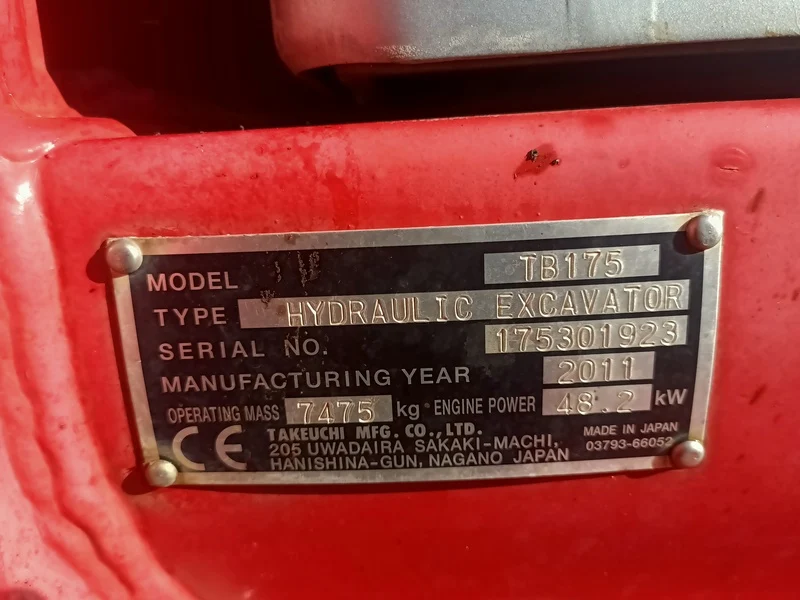 MODEL TB175
TYPE HYDRAULIC EXCAVATOR
SERIAL NO. 175301923
MANUFACTURING YEAR 2011
OPERATING MASS 7475 kg ENGINE POWER 48.2 kW
CE TAKEUCHI MFG. CO., LTD. MADE IN JAPAN
205 UWADAIRA SAKAKI-MACHI, 03793-66052
HANISHINA-GUN, NAGANO JAPAN